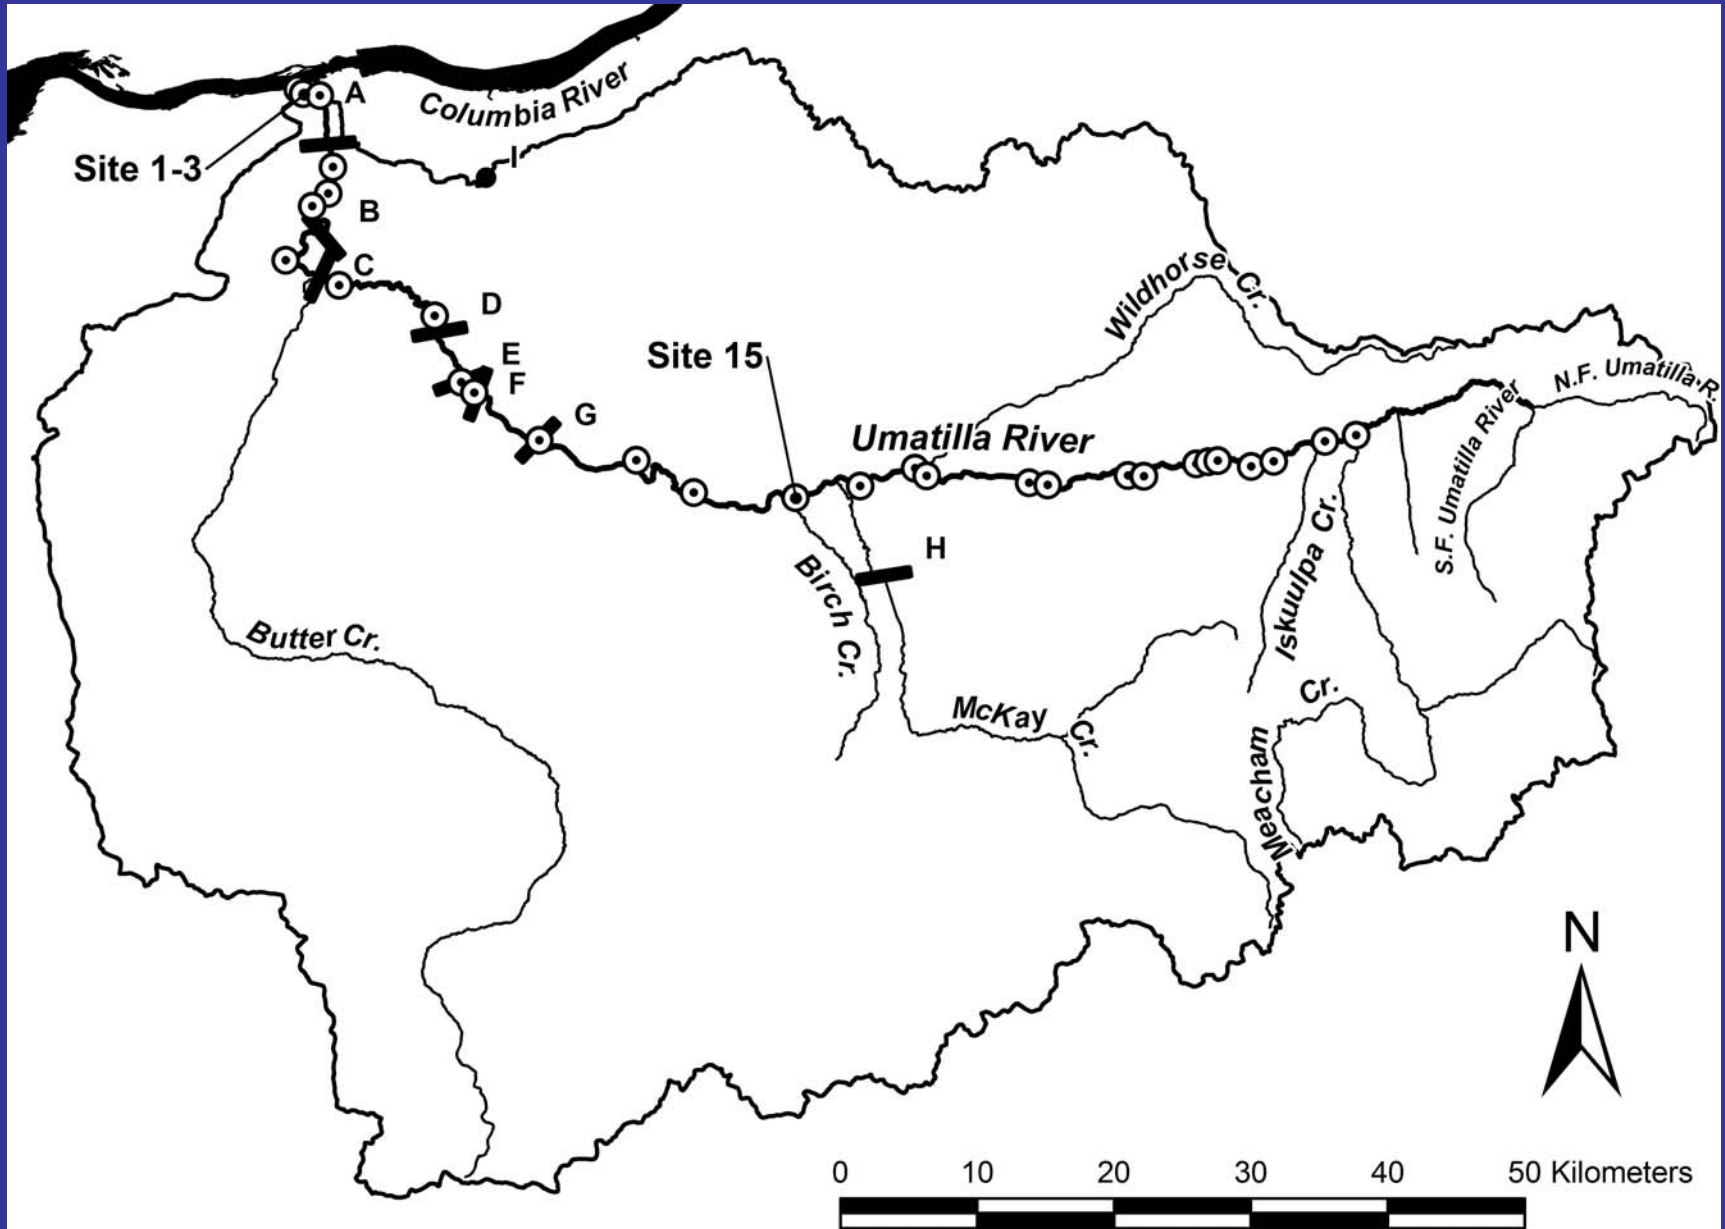 Columbia River
A
I
Site 1-3
B
C
D
E
F
G
Site 15
Wildhorse Cr.
N.F. Umatilla R.
S.F. Umatilla River
Umatilla River
H
Birch Cr.
Iskuulpa Cr.
Butter Cr.
McKay Cr.
Meacham Cr.
N
0 10 20 30 40 50 Kilometers